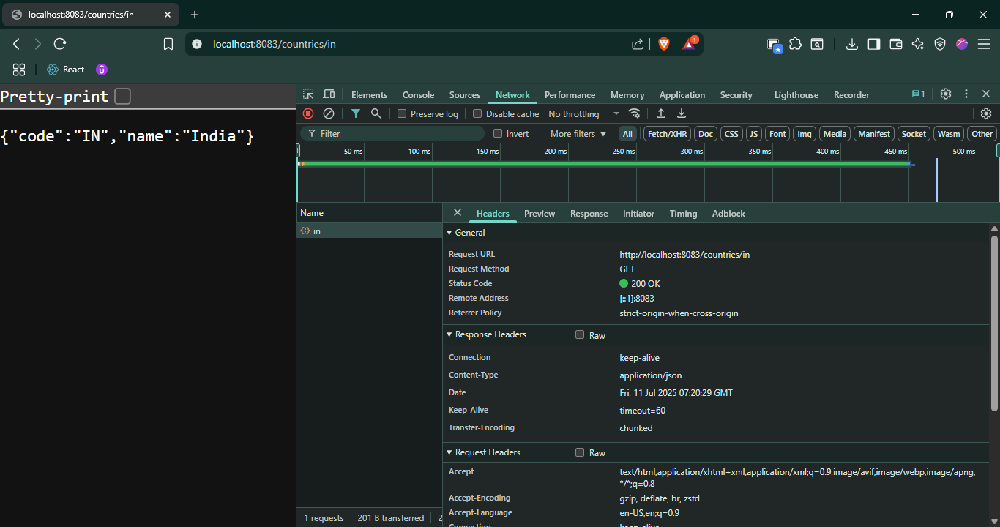 localhost:8083/countries/in
localhost:8083/countries/in
1
React
Pretty-print
{"code":"IN","name":"India"}
Elements Console Sources Network Performance Memory Application Security Lighthouse Recorder 1
Preserve log Disable cache No throttling
Filter Invert More filters All Fetch/XHR Doc CSS JS Font Img Media Manifest Socket Wasm Other
50 ms 100 ms 150 ms 200 ms 250 ms 300 ms 350 ms 400 ms 450 ms 500 ms
Name
in
Headers Preview Response Initiator Timing Adblock
General
Request URL http://localhost:8083/countries/in
Request Method GET
Status Code 200 OK
Remote Address [::1]:8083
Referrer Policy strict-origin-when-cross-origin
Response Headers Raw
Connection keep-alive
Content-Type application/json
Date Fri, 11 Jul 2025 07:20:29 GMT
Keep-Alive timeout=60
Transfer-Encoding chunked
Request Headers Raw
Accept text/html,application/xhtml+xml,application/xml;q=0.9,image/avif,image/webp,image/apng,
*/*;q=0.8
Accept-Encoding gzip, deflate, br, zstd
Accept-Language en-US,en;q=0.9
Connection keep-alive
1 requests 201 B transferred 2